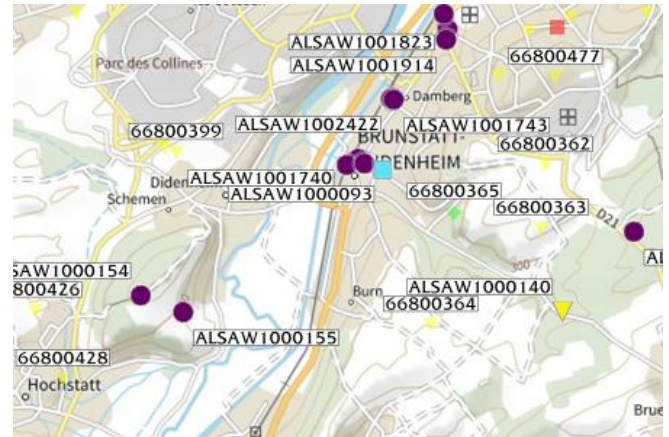 ALSAW1001823
66800477
Parc des Collines
ALSAW1001914
Damberg
66800399
ALSAW1002422
ALSAW1001743
BRUNSTATT-
DIDENHEIM
66800362
ALSAW1001740
ALSAW1000093
66800365
Schemen
66800363
D21
300
SAW1000154
ALSAW1000140
800426
Burn
66800364
ALSAW1000155
66800428
Hochstatt
Brue